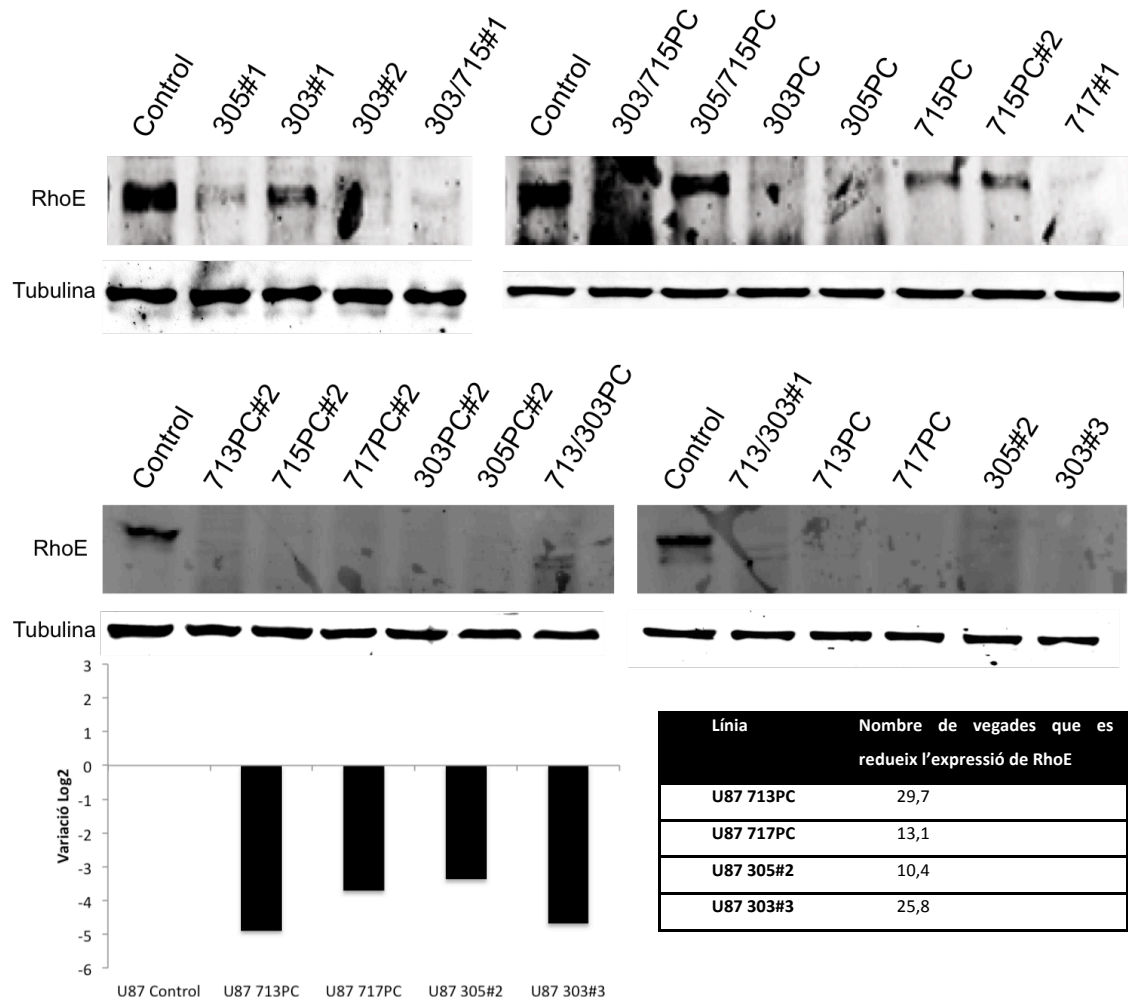 Control 305#1 303#1 303#2 303/715#1
Control 303/715PC 305/715PC 303PC 305PC 715PC 715PC#2 717#1
RhoE
Tubulina
Control 713PC#2 715PC#2 717PC#2 303PC#2 305PC#2 713/303PC
Control 713/303#1 713PC 717PC 305#2 303#3
RhoE
Tubulina
3
2
1
0
-1
-2
-3
-4
-5
-6
Variació Log2
U87 Control U87 713PC U87 717PC U87 305#2 U87 303#3
Línia Nombre de vegades que es
redueix l’expressió de RhoE
U87 713PC 29,7
U87 717PC 13,1
U87 305#2 10,4
U87 303#3 25,8